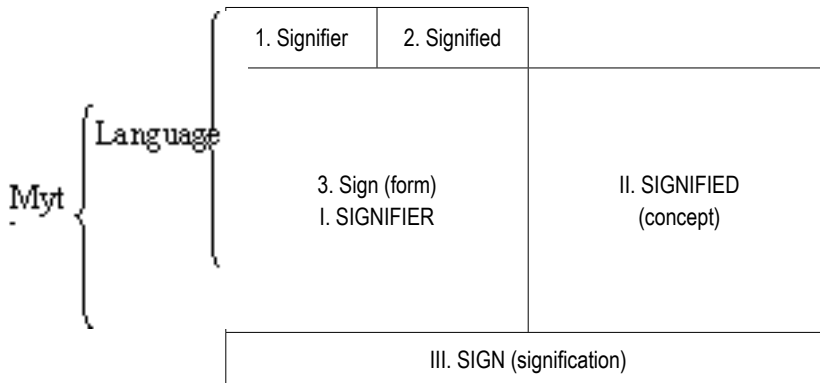 1. Signifier
2. Signified
Language
3. Sign (form)
I. SIGNIFIER
II. SIGNIFIED
(concept)
Myt
III. SIGN (signification)